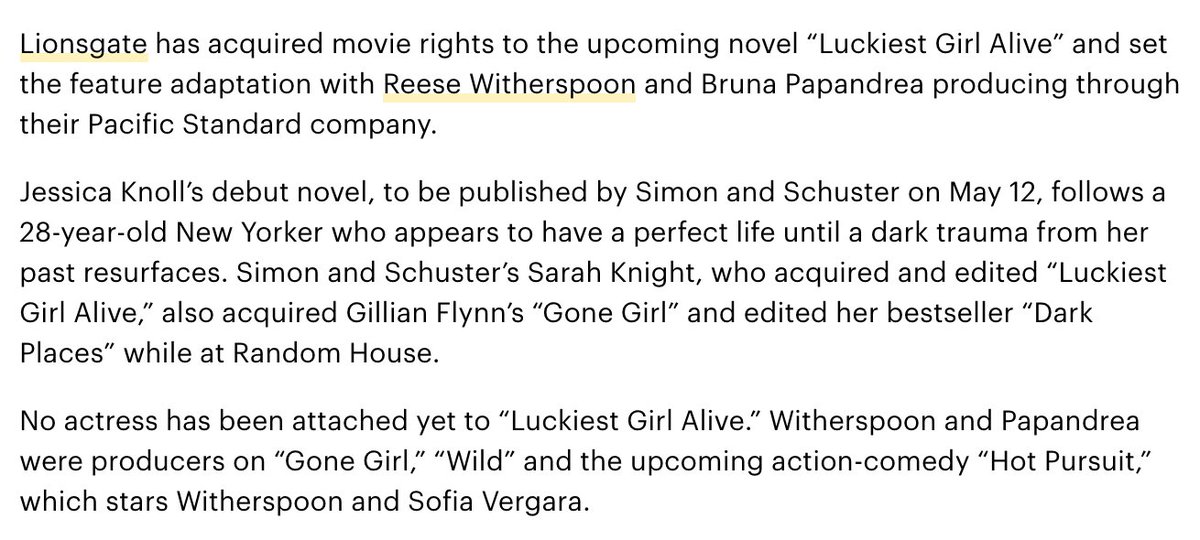 Lionsgate has acquired movie rights to the upcoming novel “Luckiest Girl Alive” and set
the feature adaptation with Reese Witherspoon and Bruna Papandrea producing through
their Pacific Standard company.
Jessica Knoll’s debut novel, to be published by Simon and Schuster on May 12, follows a
28-year-old New Yorker who appears to have a perfect life until a dark trauma from her
past resurfaces. Simon and Schuster’s Sarah Knight, who acquired and edited “Luckiest
Girl Alive,” also acquired Gillian Flynn’s “Gone Girl” and edited her bestseller “Dark
Places” while at Random House.
No actress has been attached yet to “Luckiest Girl Alive.” Witherspoon and Papandrea
were producers on “Gone Girl,” “Wild” and the upcoming action-comedy “Hot Pursuit,”
which stars Witherspoon and Sofia Vergara.